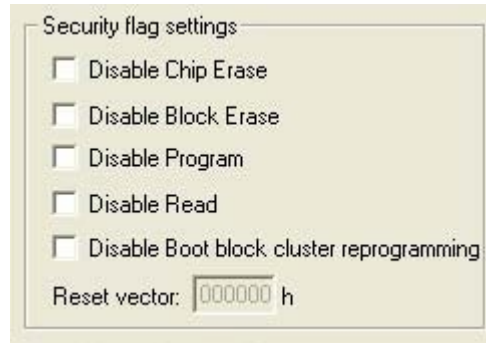 Security flag settings
Disable Chip Erase
Disable Block Erase
Disable Program
Disable Read
Disable Boot block cluster reprogramming
Reset vector: 000000 h